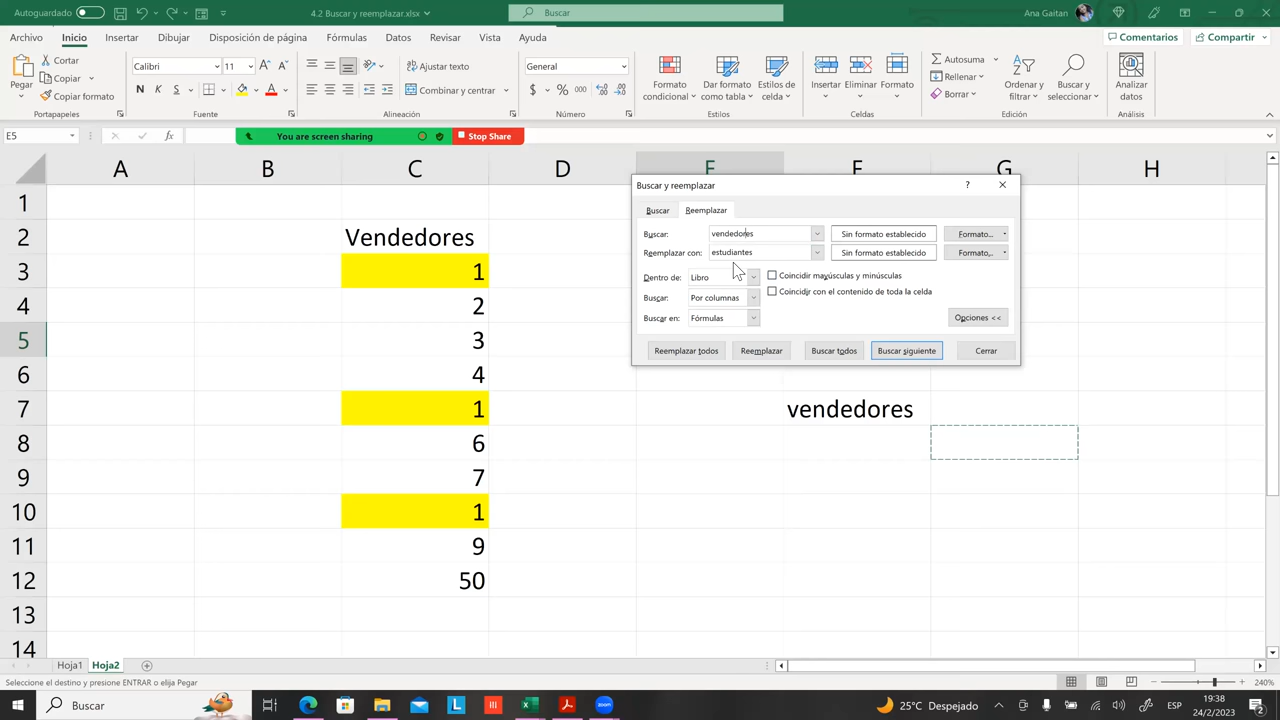 Autoguardado
4.2 Buscar y reemplazar.xlsx
Buscar
Ana Gaitan
Archivo Inicio Insertar Dibujar Disposición de página Fórmulas Datos Revisar Vista Ayuda
Comentarios Compartir
Pegar
Cortar
Copiar
Copiar formato
Portapapeles
Calibri 11
N K S
Fuente
Ajustar texto
Combinar y centrar
Alineación
General
$ % 000
Número
Formato condicional
Dar formato como tabla
Estilos de celda
Estilos
Insertar Eliminar Formato
Celdas
Autosuma
Rellenar
Borrar
Ordenar y filtrar
Buscar y seleccionar
Edición
Analizar datos
Análisis
E5
fx
You are screen sharing
Stop Share
A B C D E F G H
1
2 Vendedores
3 1
4 2
5 3
6 4
7 1 vendedores
8 6
9 7
10 1
11 9
12 50
13
14
Buscar y reemplazar ?
Buscar Reemplazar
Buscar: vendedores Sin formato establecido Formato...
Reemplazar con: estudiantes Sin formato establecido Formato...
Dentro de: Libro Coincidir mayúsculas y minúsculas
Coincidir con el contenido de toda la celda
Buscar: Por columnas
Buscar en: Fórmulas Opciones <<
Reemplazar todos Reemplazar Buscar todos Buscar siguiente Cerrar
Hoja1 Hoja2
Seleccione el destino y presione ENTRAR o elija Pegar
240%
Buscar
25°C Despejado
ESP
19:38
24/2/2023
2